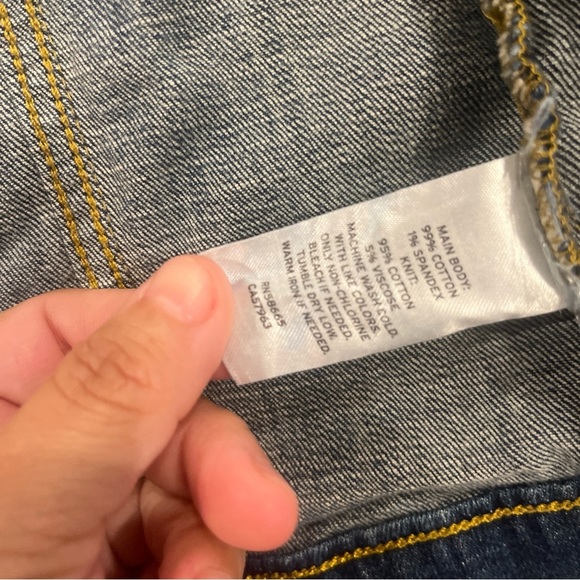 MAIN BODY:
99% COTTON
1% SPANDEX
KNIT:
95% COTTON
5% VISCOSE
MACHINE WASH COLD.
WITH LIKE COLORS.
ONLY NON CHLORINE
BLEACH IF NEEDED.
TUMBLE DRY LOW.
WARM IRON IF NEEDED.
RN58665
CA57963